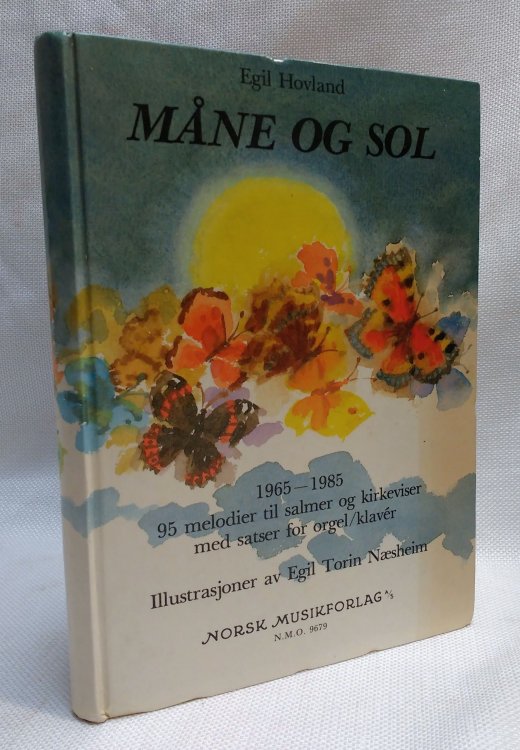 Egil Hovland
MÅNE OG SOL
1965—1985
95 melodier til salmer og kirkeviser
med satser for orgel/klavér
Illustrasjoner av Egil Torin Næsheim
NORSK MUSIKFORLAG A/S
N.M.O. 9679